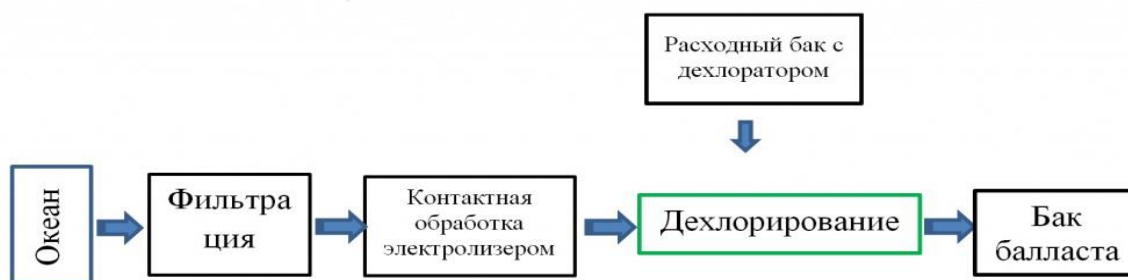 Расходный бак с
дехлоратором
Океан
Фильтра
ция
Контактная
обработка
электролизером
Дехлорирование
Бак
балласта